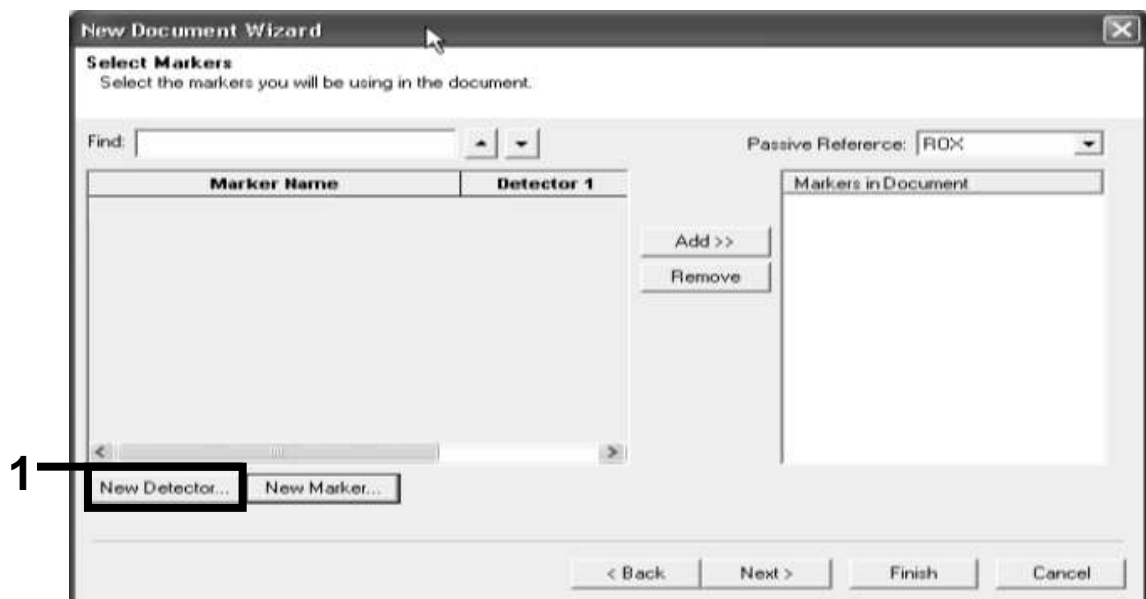 New Document Wizard
Select Markers
Select the markers you will be using in the document.
Find:
Passive Reference: ROX
Marker Name Detector 1
Markers in Document
Add >>
Remove
1
New Detector... New Marker...
< Back Next > Finish Cancel